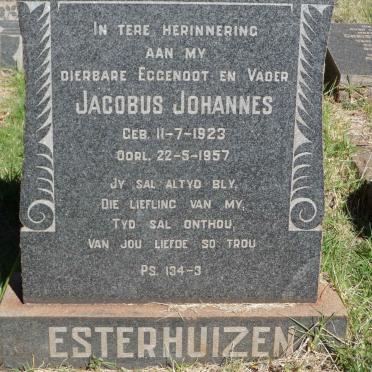 IN TERE HERINNERING
AAN MY
DIERBARE EGGENOOT EN VADER
JACOBUS JOHANNES
GEB. 11-7-1923
OORL. 22-5-1957
JY SAL ALTYD BLY,
DIE LIEFLING VAN MY,
TYD SAL ONTHOU,
VAN JOU LIEFDE SO TROU
PS. 134-3
ESTERHUIZEN